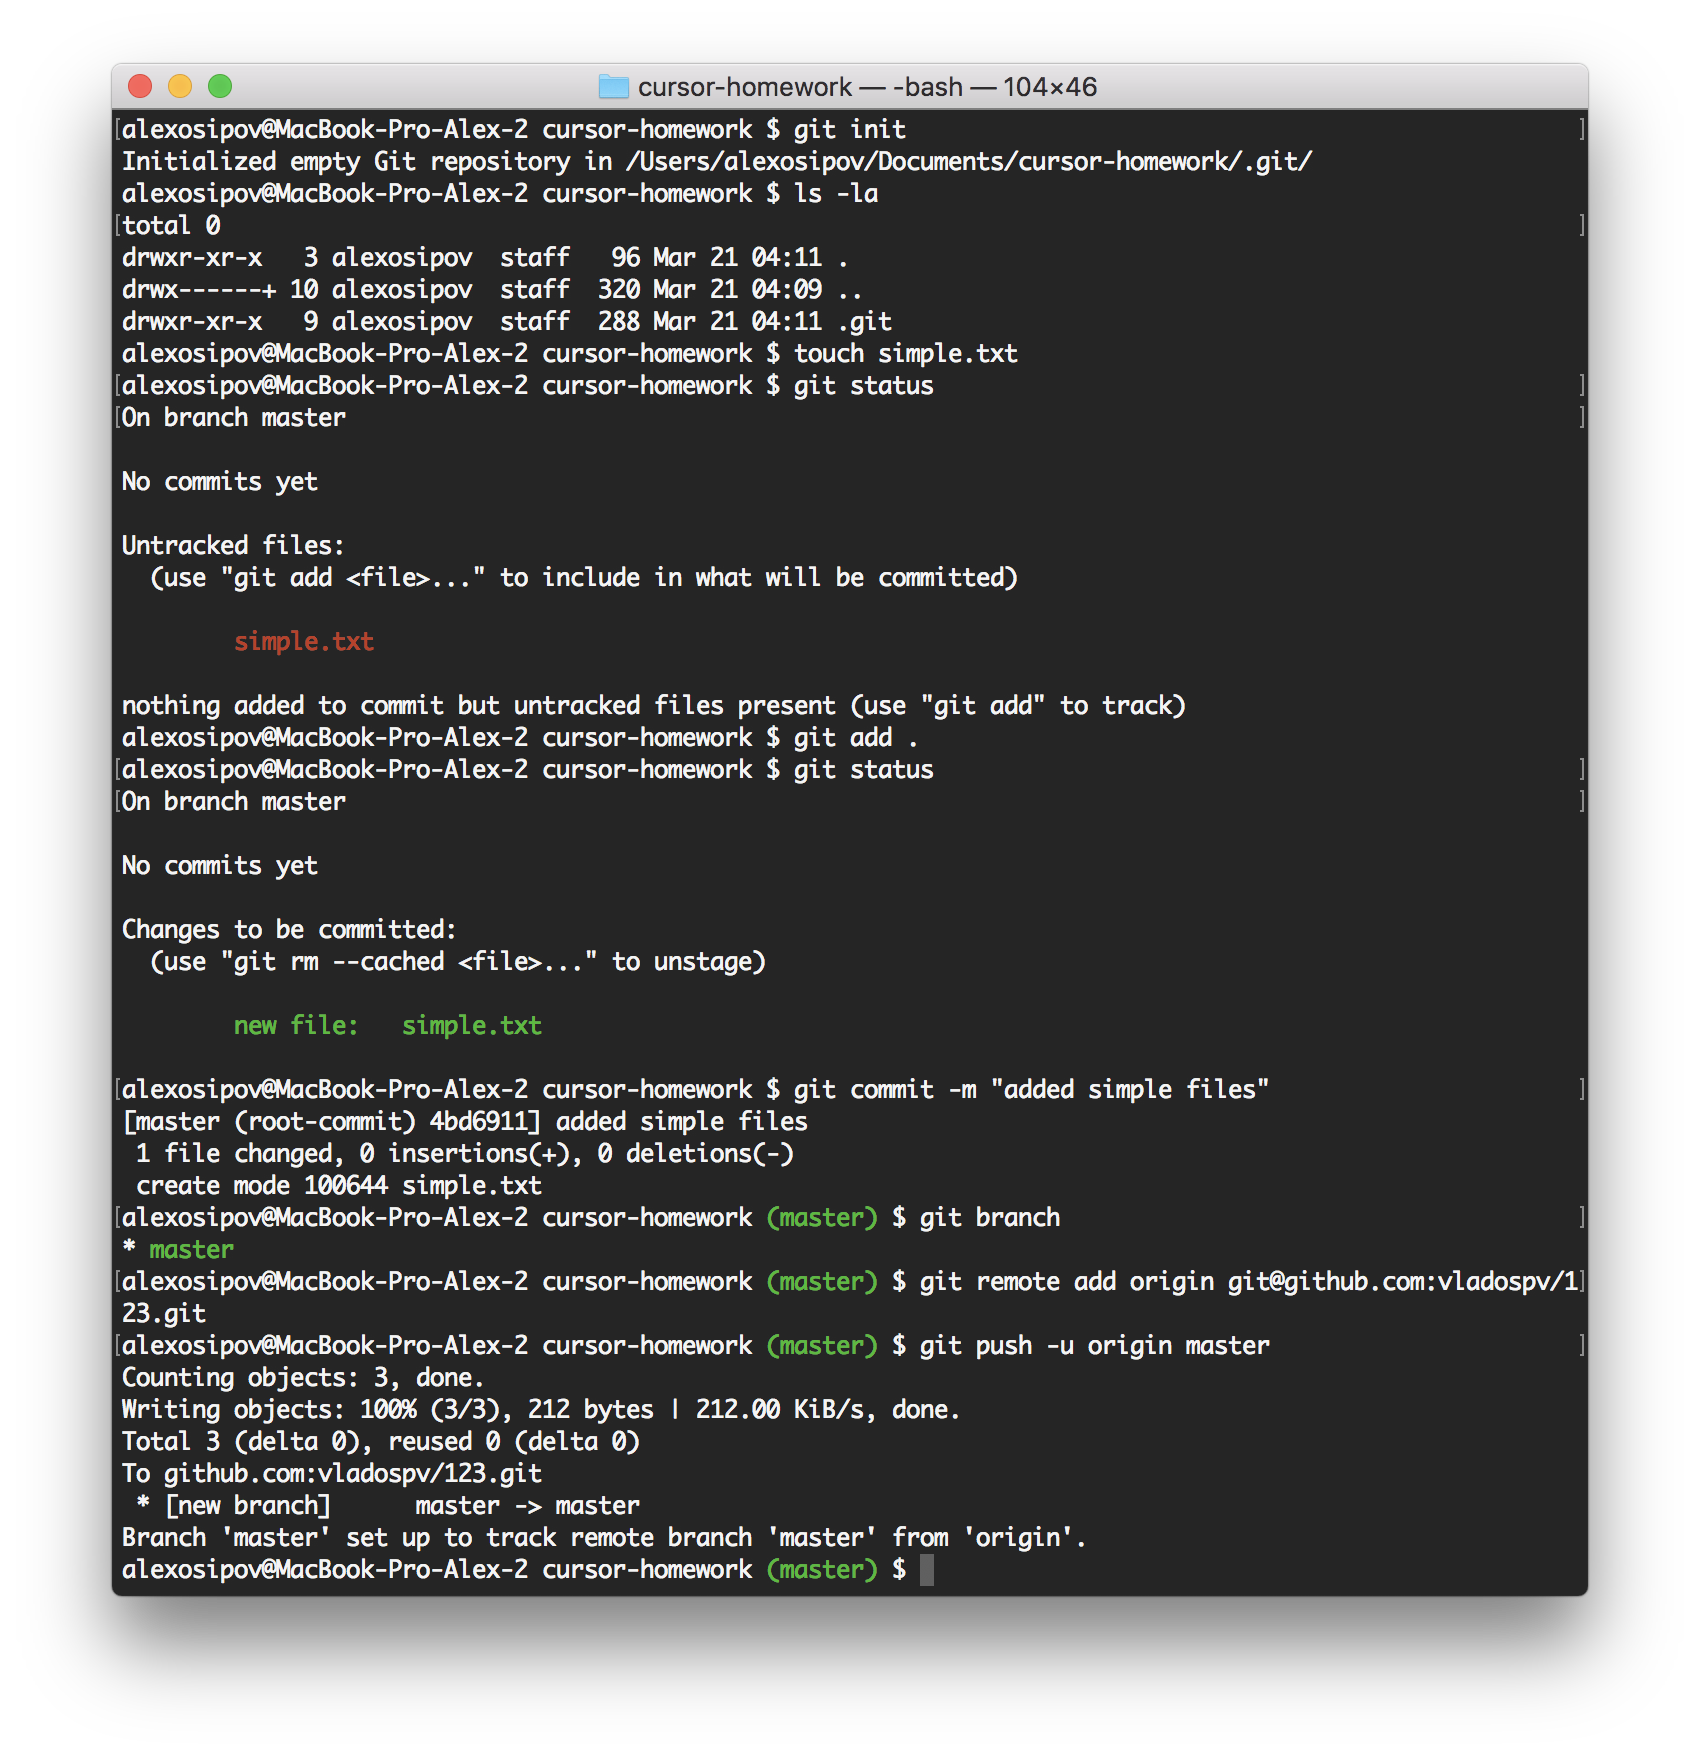 cursor-homework — -bash — 104×46
[alexosipov@MacBook-Pro-Alex-2 cursor-homework $ git init ]
Initialized empty Git repository in /Users/alexosipov/Documents/cursor-homework/.git/
alexosipov@MacBook-Pro-Alex-2 cursor-homework $ ls -la
[total 0 ]
drwxr-xr-x   3 alexosipov  staff   96 Mar 21 04:11 .
drwx------+ 10 alexosipov  staff  320 Mar 21 04:09 ..
drwxr-xr-x   9 alexosipov  staff  288 Mar 21 04:11 .git
alexosipov@MacBook-Pro-Alex-2 cursor-homework $ touch simple.txt
[alexosipov@MacBook-Pro-Alex-2 cursor-homework $ git status ]
[On branch master ]
No commits yet
Untracked files:
  (use "git add <file>..." to include in what will be committed)
        simple.txt
nothing added to commit but untracked files present (use "git add" to track)
alexosipov@MacBook-Pro-Alex-2 cursor-homework $ git add .
[alexosipov@MacBook-Pro-Alex-2 cursor-homework $ git status ]
[On branch master ]
No commits yet
Changes to be committed:
  (use "git rm --cached <file>..." to unstage)
        new file:   simple.txt
[alexosipov@MacBook-Pro-Alex-2 cursor-homework $ git commit -m "added simple files" ]
[master (root-commit) 4bd6911] added simple files
 1 file changed, 0 insertions(+), 0 deletions(-)
 create mode 100644 simple.txt
[alexosipov@MacBook-Pro-Alex-2 cursor-homework (master) $ git branch ]
* master
[alexosipov@MacBook-Pro-Alex-2 cursor-homework (master) $ git remote add origin git@github.com:vladospv/1]
23.git
[alexosipov@MacBook-Pro-Alex-2 cursor-homework (master) $ git push -u origin master ]
Counting objects: 3, done.
Writing objects: 100% (3/3), 212 bytes | 212.00 KiB/s, done.
Total 3 (delta 0), reused 0 (delta 0)
To github.com:vladospv/123.git
 * [new branch]      master -> master
Branch 'master' set up to track remote branch 'master' from 'origin'.
alexosipov@MacBook-Pro-Alex-2 cursor-homework (master) $